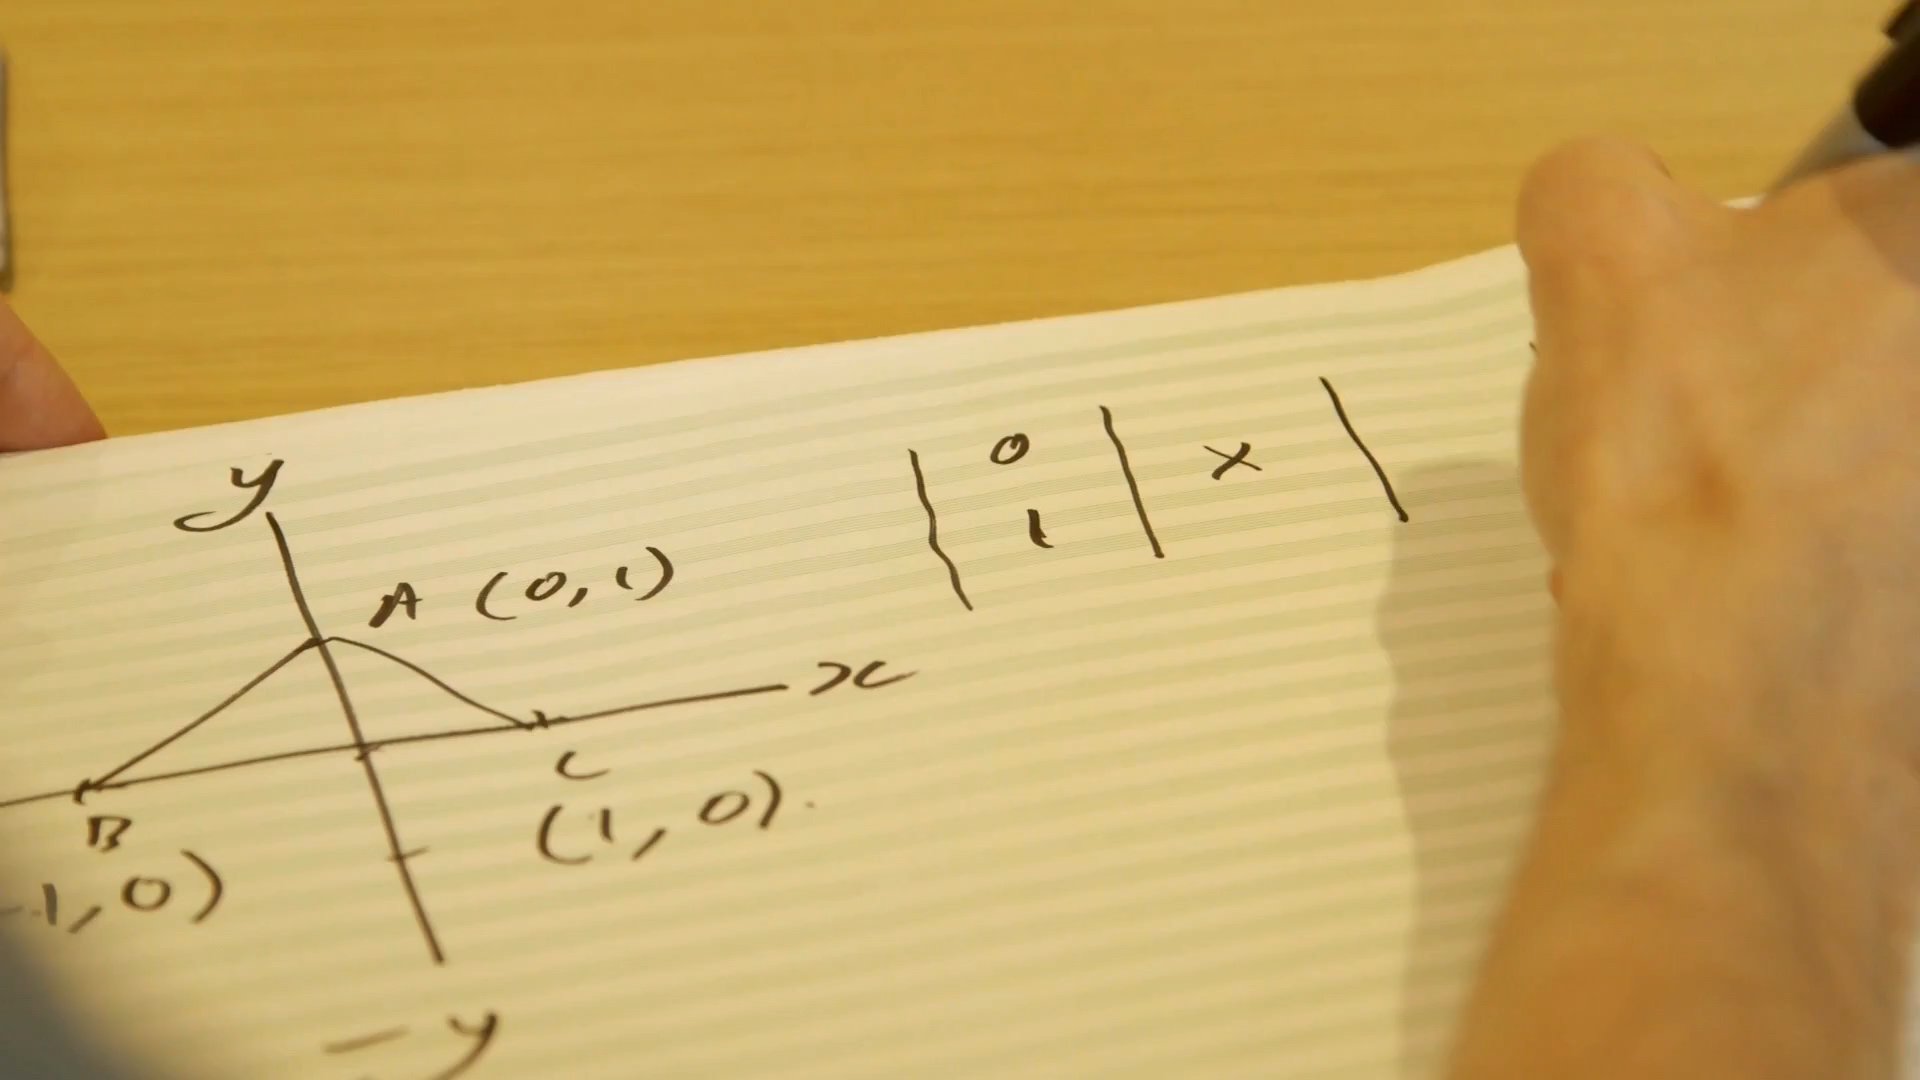 y
A (0,1)
x
B
-1,0)
C
(1,0).
-y
| 0 | x |
1